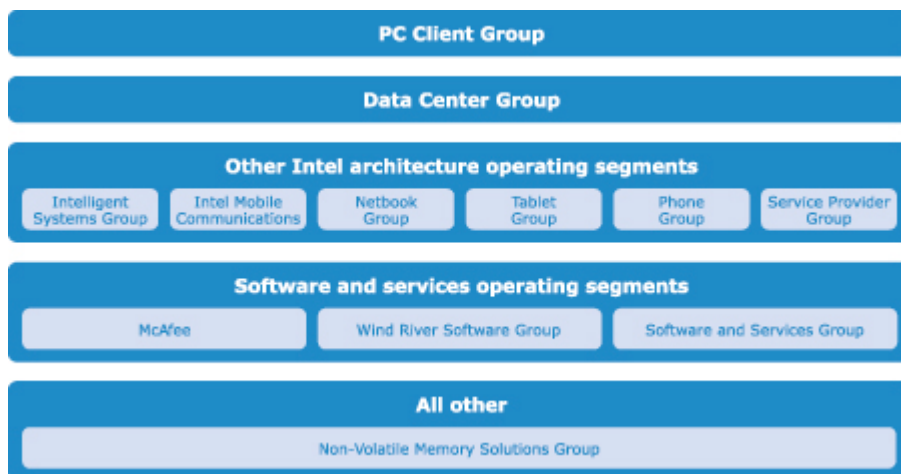 PC Client Group
Data Center Group
Other Intel architecture operating segments
Intelligent
Systems Group
Intel Mobile
Communications
Netbook
Group
Tablet
Group
Phone
Group
Service Provider
Group
Software and services operating segments
McAfee
Wind River Software Group
Software and Services Group
All other
Non-Volatile Memory Solutions Group